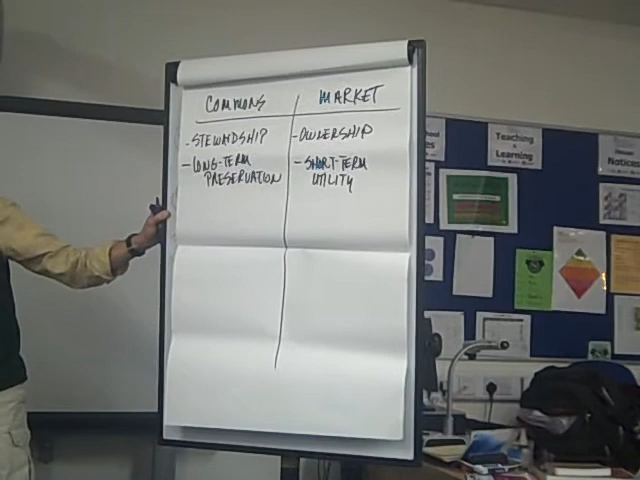 COMMONS
MARKET
- STEWARDSHIP
- OWNERSHIP
- LONG-TERM
PRESERVATION
- SHORT-TERM
UTILITY
Teaching
&
Learning
Notices